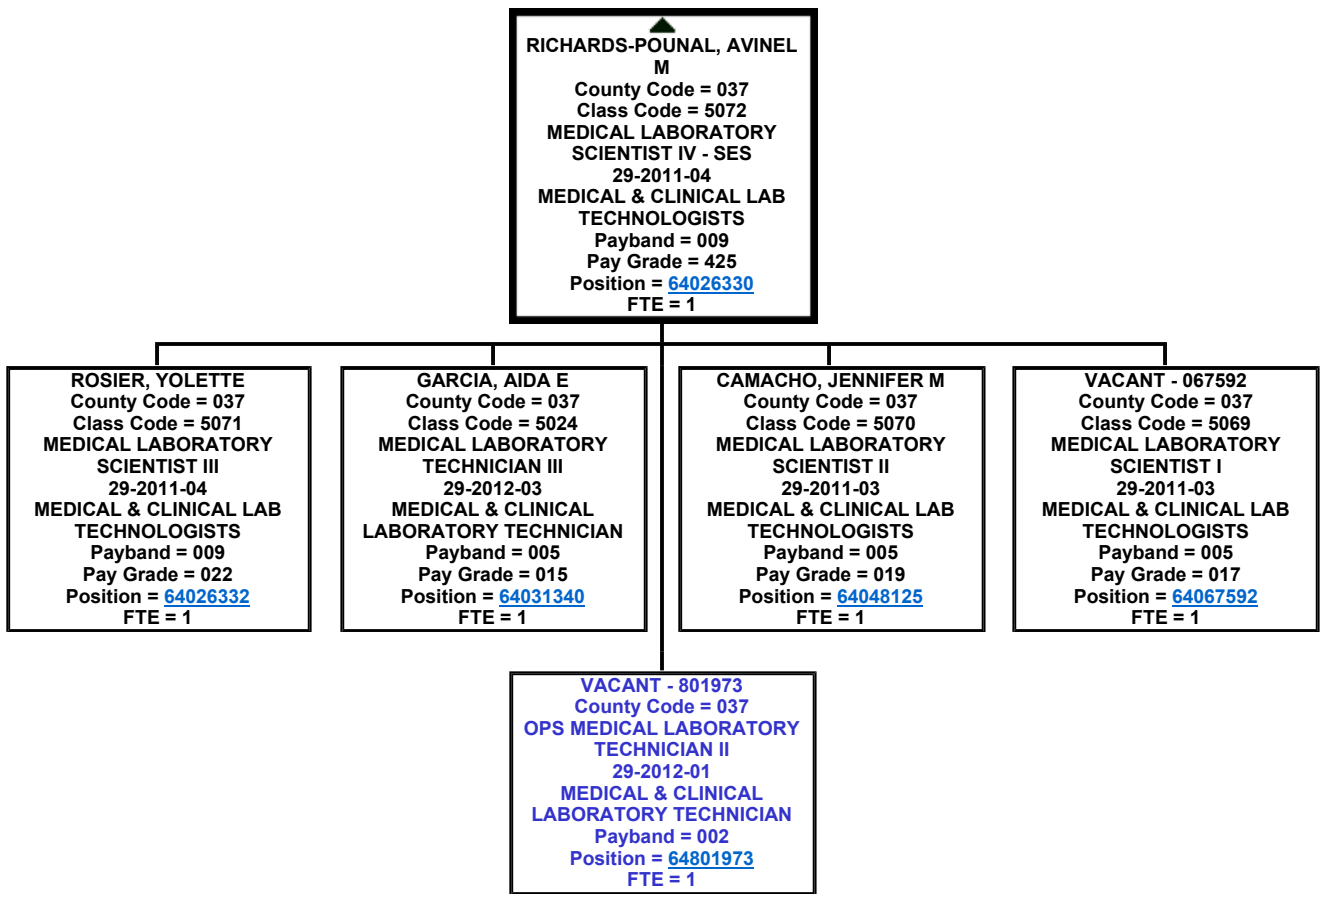 RICHARDS-POUNAL, AVINEL
M
County Code = 037
Class Code = 5072
MEDICAL LABORATORY
SCIENTIST IV - SES
29-2011-04
MEDICAL & CLINICAL LAB
TECHNOLOGISTS
Payband = 009
Pay Grade = 425
Position = 64026330
FTE = 1
ROSIER, YOLETTE
County Code = 037
Class Code = 5071
MEDICAL LABORATORY
SCIENTIST III
29-2011-04
MEDICAL & CLINICAL LAB
TECHNOLOGISTS
Payband = 009
Pay Grade = 022
Position = 64026332
FTE = 1
GARCIA, AIDA E
County Code = 037
Class Code = 5024
MEDICAL LABORATORY
TECHNICIAN III
29-2012-03
MEDICAL & CLINICAL
LABORATORY TECHNICIAN
Payband = 005
Pay Grade = 015
Position = 64031340
FTE = 1
CAMACHO, JENNIFER M
County Code = 037
Class Code = 5070
MEDICAL LABORATORY
SCIENTIST II
29-2011-03
MEDICAL & CLINICAL LAB
TECHNOLOGISTS
Payband = 005
Pay Grade = 019
Position = 64048125
FTE = 1
VACANT - 067592
County Code = 037
Class Code = 5069
MEDICAL LABORATORY
SCIENTIST I
29-2011-03
MEDICAL & CLINICAL LAB
TECHNOLOGISTS
Payband = 005
Pay Grade = 017
Position = 64067592
FTE = 1
VACANT - 801973
County Code = 037
OPS MEDICAL LABORATORY
TECHNICIAN II
29-2012-01
MEDICAL & CLINICAL
LABORATORY TECHNICIAN
Payband = 002
Position = 64801973
FTE = 1